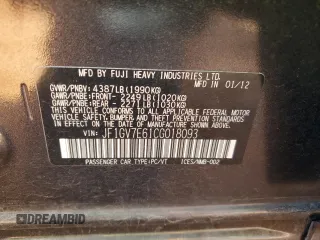 MFD BY FUJI HEAVY INDUSTRIES LTD.
MADE IN 01/12
GVWR/PNBV: 4387LB(1990KG)
GAWR/PNBE:FRONT- 2249LB(1020KG)
GAWR/PNBE:REAR - 2271LB(1030KG)
THIS VEHICLE CONFORMS TO ALL APPLICABLE
FEDERAL MOTOR VEHICLE
SAFETY, BUMPER, AND THEFT
STANDARDS IN EFFECT ON THE DATE OF
MANUFACTURE SHOWN ABOVE.
JF1GV7E61CG018093
PASSENGER CAR.TYPE:PC/VT
ICES/NMB-002
DREAMBID